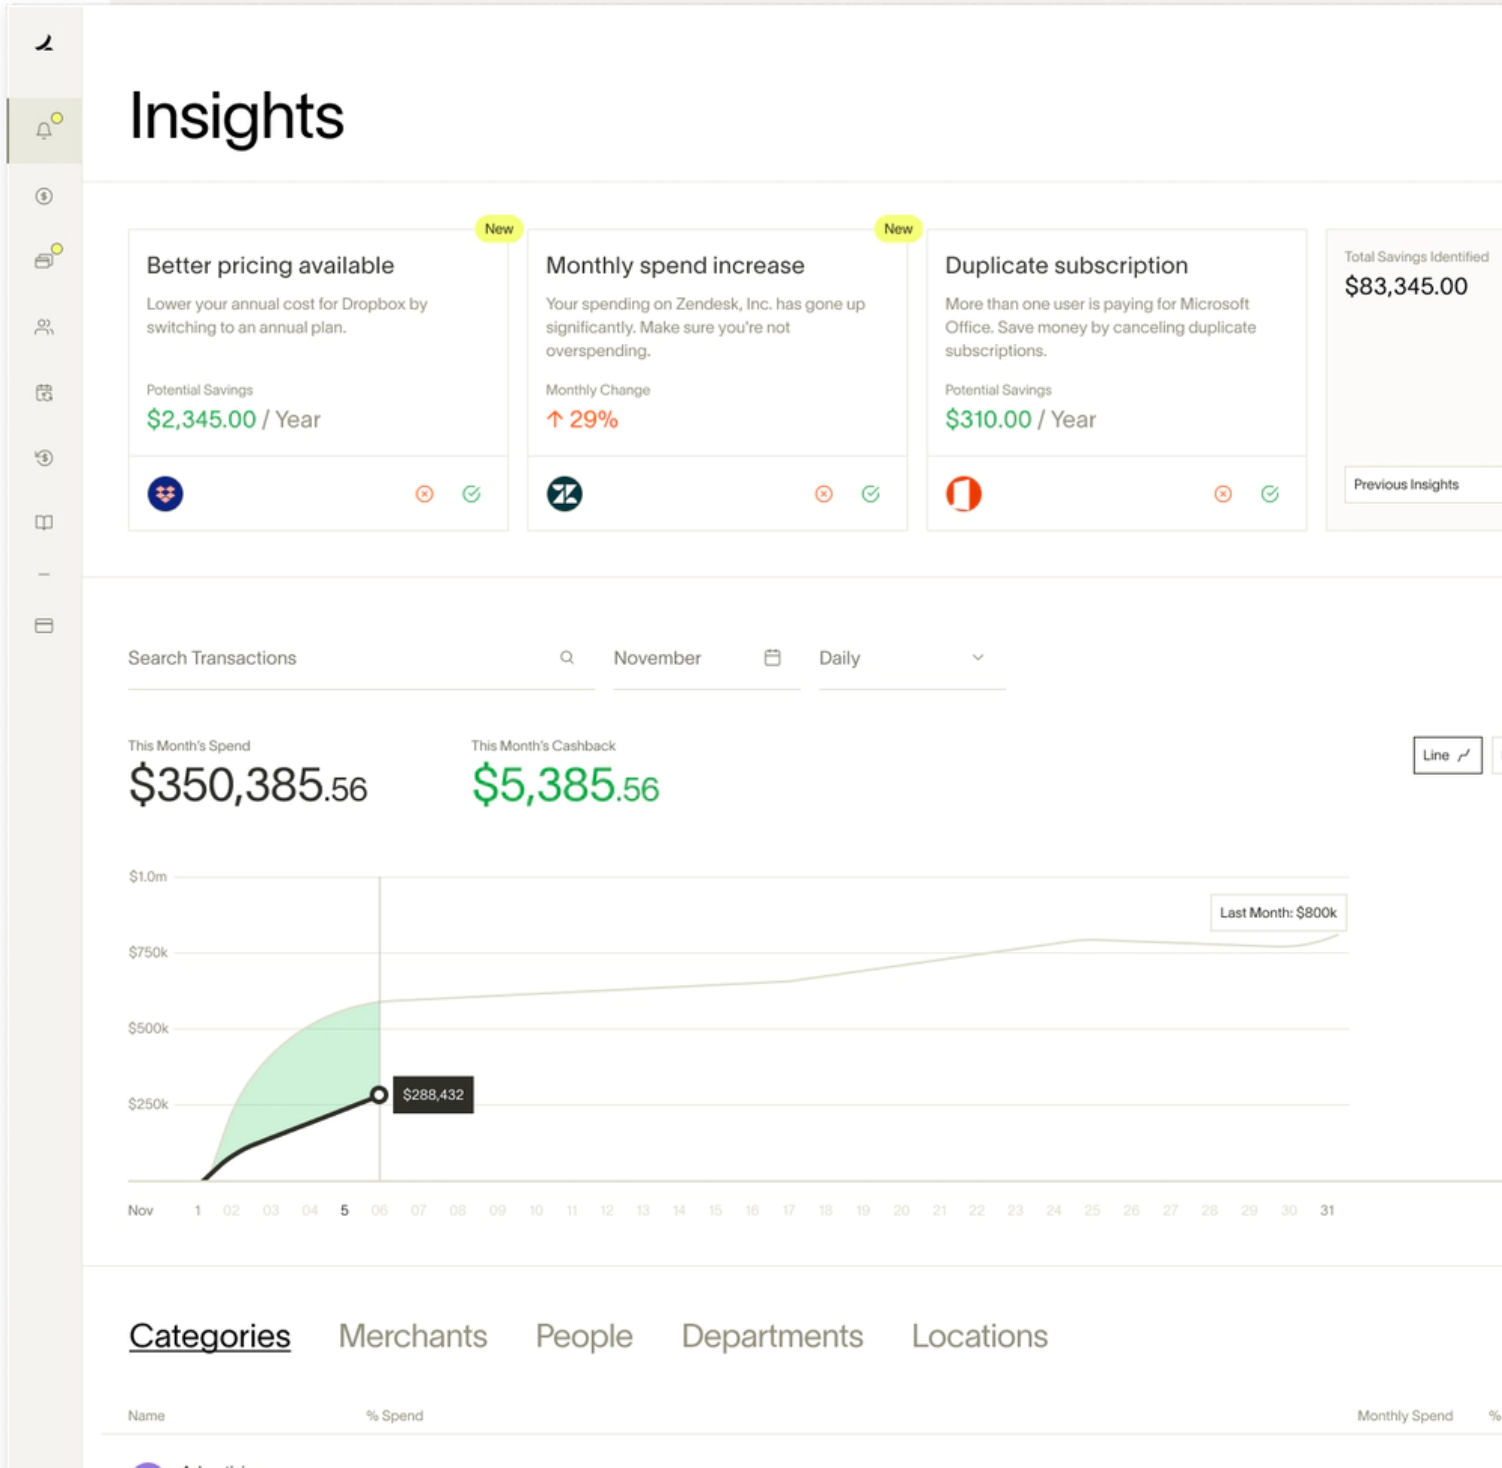 Insights
New
Better pricing available
Lower your annual cost for Dropbox by
switching to an annual plan.
Potential Savings
$2,345.00 / Year
New
Monthly spend increase
Your spending on Zendesk, Inc. has gone up
significantly. Make sure you're not
overspending.
Monthly Change
↑ 29%
Duplicate subscription
More than one user is paying for Microsoft
Office. Save money by canceling duplicate
subscriptions.
Potential Savings
$310.00 / Year
Total Savings Identified
$83,345.00
Previous Insights
Search Transactions
November
Daily
This Month's Spend
$350,385.56
This Month's Cashback
$5,385.56
Line
$1.0m
Last Month: $800k
$750k
$500k
$250k
$288,432
Nov 1 02 03 04 5 06 07 08 09 10 11 12 13 14 15 16 17 18 19 20 21 22 23 24 25 26 27 28 29 30 31
Categories Merchants People Departments Locations
Name % Spend Monthly Spend %